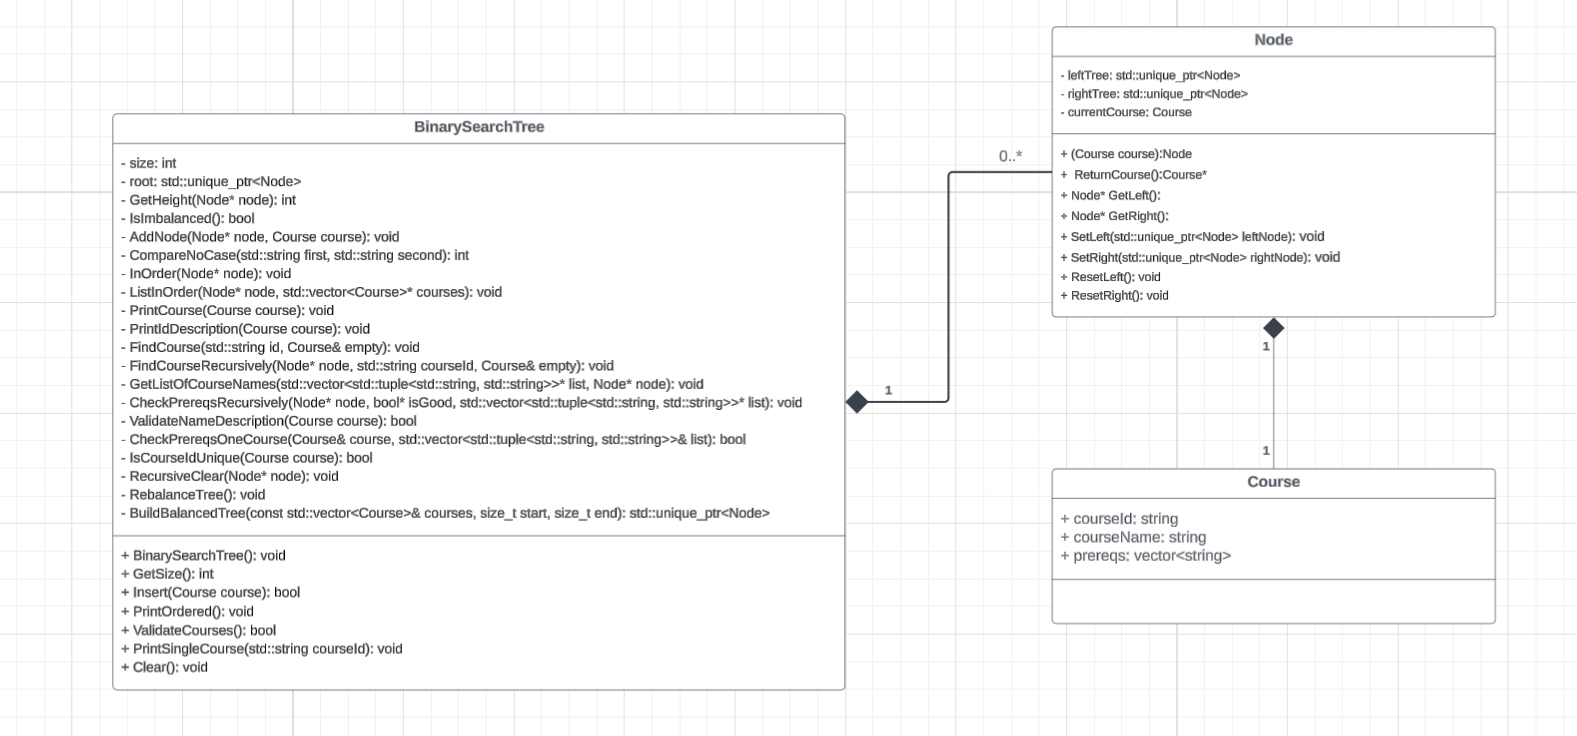 BinarySearchTree
- size: int
- root: std::unique_ptr<Node>
- GetHeight(Node* node): int
- IsImbalanced(): bool
- AddNode(Node* node, Course course): void
- CompareNoCase(std::string first, std::string second): int
- InOrder(Node* node): void
- ListInOrder(Node* node, std::vector<Course>* courses): void
- PrintCourse(Course course): void
- PrintIdDescription(Course course): void
- FindCourse(std::string id, Course& empty): void
- FindCourseRecursively(Node* node, std::string courseId, Course& empty): void
- GetListOfCourseNames(std::vector<std::tuple<std::string, std::string>>* list, Node* node): void
- CheckPrereqsRecursively(Node* node, bool* isGood, std::vector<std::tuple<std::string, std::string>>* list): void
- ValidateNameDescription(Course course): bool
- CheckPrereqsOneCourse(Course& course, std::vector<std::tuple<std::string, std::string>>& list): bool
- IsCourseIdUnique(Course course): bool
- RecursiveClear(Node* node): void
- RebalanceTree(): void
- BuildBalancedTree(const std::vector<Course>& courses, size_t start, size_t end): std::unique_ptr<Node>
+ BinarySearchTree(): void
+ GetSize(): int
+ Insert(Course course): bool
+ PrintOrdered(): void
+ ValidateCourses(): bool
+ PrintSingleCourse(std::string courseId): void
+ Clear(): void
1
0..*
Node
- leftTree: std::unique_ptr<Node>
- rightTree: std::unique_ptr<Node>
- currentCourse: Course
+ (Course course):Node
+ ReturnCourse():Course*
+ Node* GetLeft():
+ Node* GetRight():
+ SetLeft(std::unique_ptr<Node> leftNode): void
+ SetRight(std::unique_ptr<Node> rightNode): void
+ ResetLeft(): void
+ ResetRight(): void
1
1
Course
+ courseId: string
+ courseName: string
+ prereqs: vector<string>